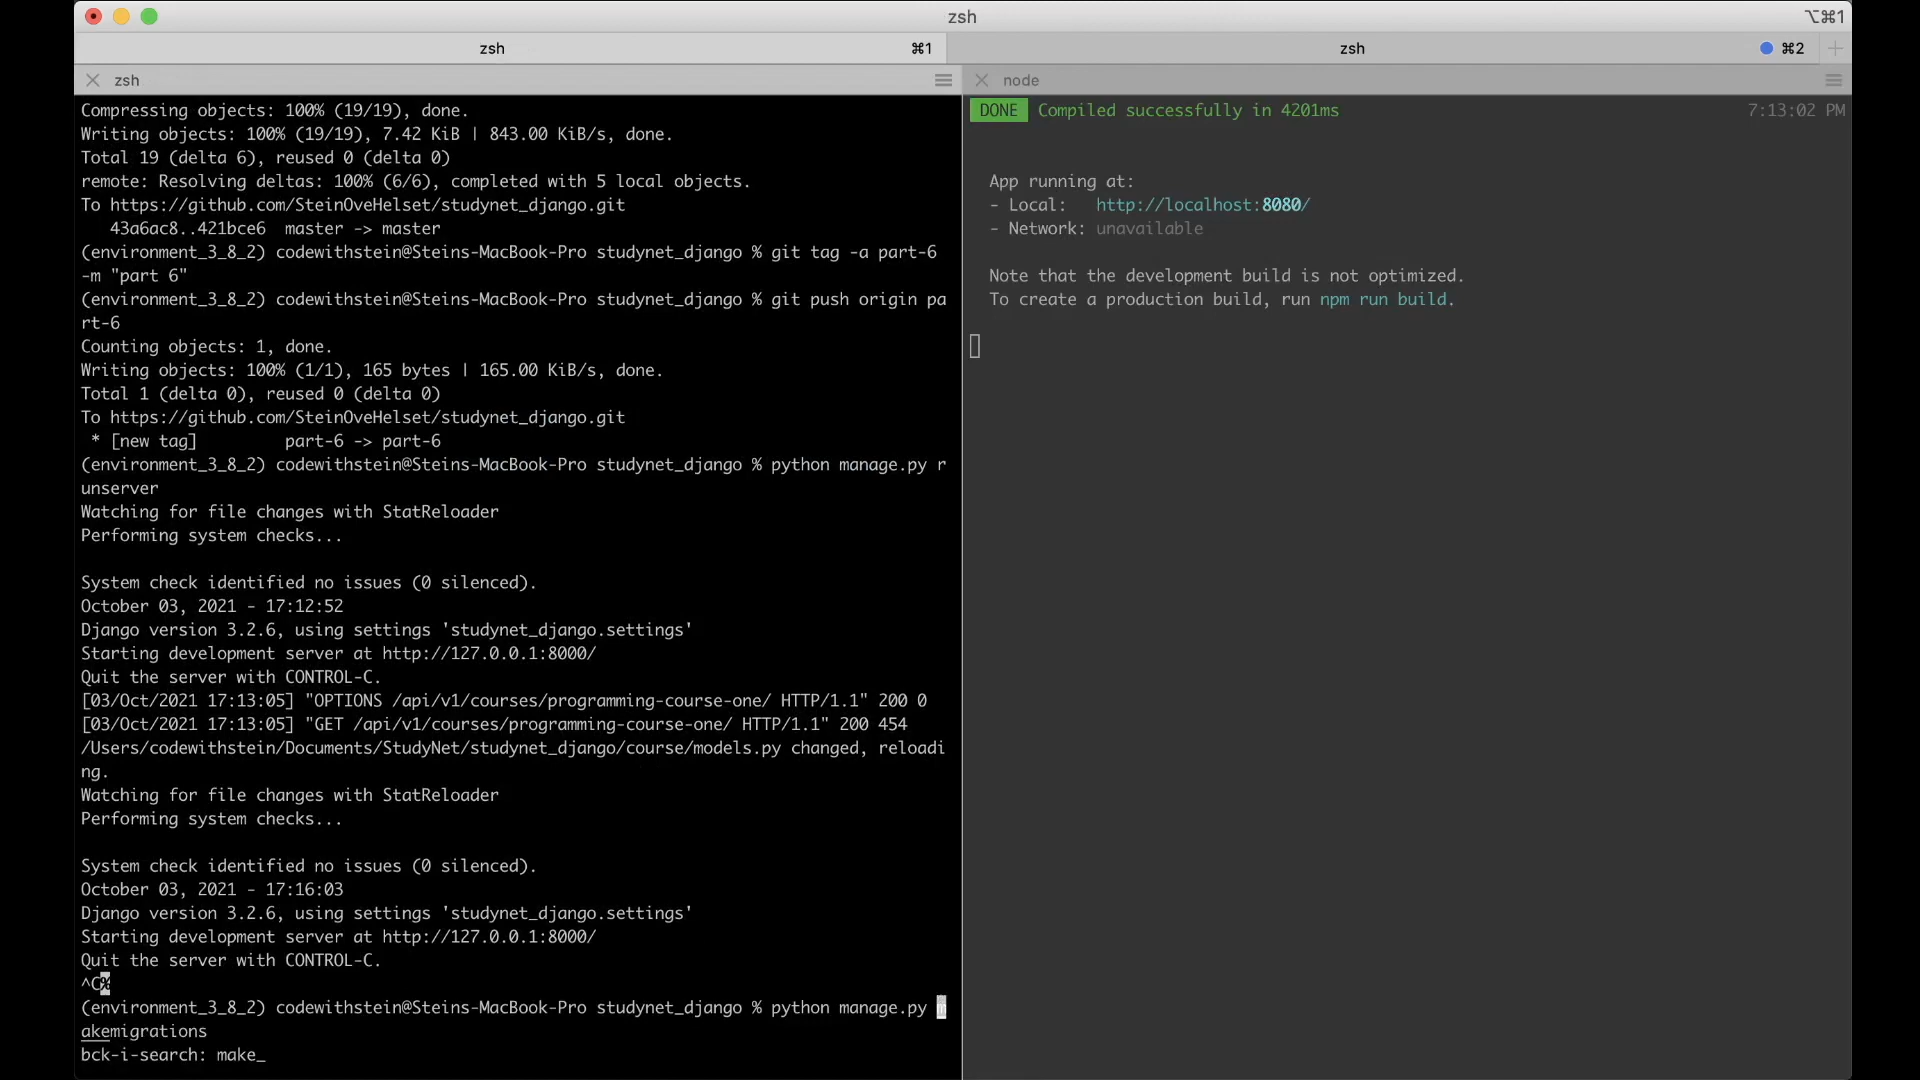 zsh
⌥⌘1
zsh ⌘1
zsh ⌘2
zsh
Compressing objects: 100% (19/19), done.
Writing objects: 100% (19/19), 7.42 KiB | 843.00 KiB/s, done.
Total 19 (delta 6), reused 0 (delta 0)
remote: Resolving deltas: 100% (6/6), completed with 5 local objects.
To https://github.com/SteinOveHelset/studynet_django.git
   43a6ac8..421bce6  master -> master
(environment_3_8_2) codewithstein@Steins-MacBook-Pro studynet_django % git tag -a part-6
-m "part 6"
(environment_3_8_2) codewithstein@Steins-MacBook-Pro studynet_django % git push origin pa
rt-6
Counting objects: 1, done.
Writing objects: 100% (1/1), 165 bytes | 165.00 KiB/s, done.
Total 1 (delta 0), reused 0 (delta 0)
To https://github.com/SteinOveHelset/studynet_django.git
 * [new tag]         part-6 -> part-6
(environment_3_8_2) codewithstein@Steins-MacBook-Pro studynet_django % python manage.py r
unserver
Watching for file changes with StatReloader
Performing system checks...
System check identified no issues (0 silenced).
October 03, 2021 - 17:12:52
Django version 3.2.6, using settings 'studynet_django.settings'
Starting development server at http://127.0.0.1:8000/
Quit the server with CONTROL-C.
[03/Oct/2021 17:13:05] "OPTIONS /api/v1/courses/programming-course-one/ HTTP/1.1" 200 0
[03/Oct/2021 17:13:05] "GET /api/v1/courses/programming-course-one/ HTTP/1.1" 200 454
/Users/codewithstein/Documents/StudyNet/studynet_django/course/models.py changed, reloadi
ng.
Watching for file changes with StatReloader
Performing system checks...
System check identified no issues (0 silenced).
October 03, 2021 - 17:16:03
Django version 3.2.6, using settings 'studynet_django.settings'
Starting development server at http://127.0.0.1:8000/
Quit the server with CONTROL-C.
^C%
(environment_3_8_2) codewithstein@Steins-MacBook-Pro studynet_django % python manage.py m
akemigrations
bck-i-search: make_
node
DONE Compiled successfully in 4201ms 7:13:02 PM
App running at:
- Local:   http://localhost:8080/
- Network: unavailable
Note that the development build is not optimized.
To create a production build, run npm run build.